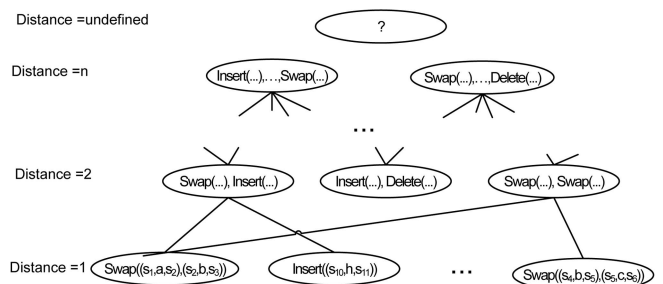 Distance =undefined
?
Distance =n
Insert(...),...,Swap(...)
Swap(...),...,Delete(...)
...
Distance =2
Swap(...), Insert(...)
Insert(...), Delete(...)
Swap(...), Swap(...)
Distance =1
Swap((s₁,a,s₂),(s₂,b,s₃))
Insert((s₁₀,h,s₁₁))
...
Swap((s₄,b,s₅),(s₅,c,s₆))